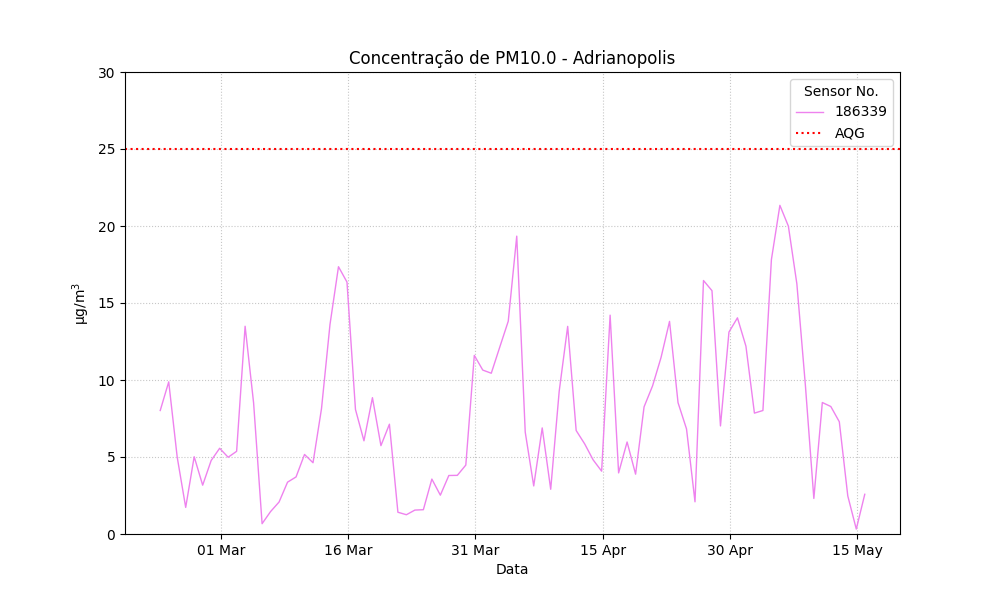 Concentração de PM10.0 - Adrianopolis
Sensor No.
186339
AQG
30
25
20
15
10
5
0
µg/m³
01 Mar 16 Mar 31 Mar 15 Apr 30 Apr 15 May
Data